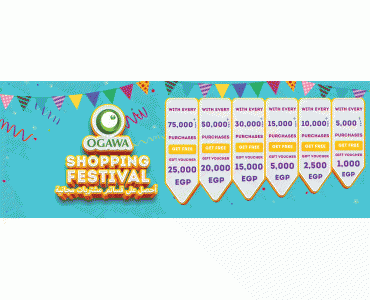 OGAWA
SHOPPING
FESTIVAL
WITH EVERY
75,000
PURCHASES
GET FREE
GIFT VOUCHER
25,000
EGP
WITH EVERY
50,000
PURCHASES
GET FREE
GIFT VOUCHER
20,000
EGP
WITH EVERY
30,000
PURCHASES
GET FREE
GIFT VOUCHER
15,000
EGP
WITH EVERY
15,000
PURCHASES
GET FREE
GIFT VOUCHER
5,000
EGP
WITH EVERY
10,000
PURCHASES
GET FREE
GIFT VOUCHER
2,500
EGP
WITH EVERY
5,000
PURCHASES
GET FREE
GIFT VOUCHER
1,000
EGP